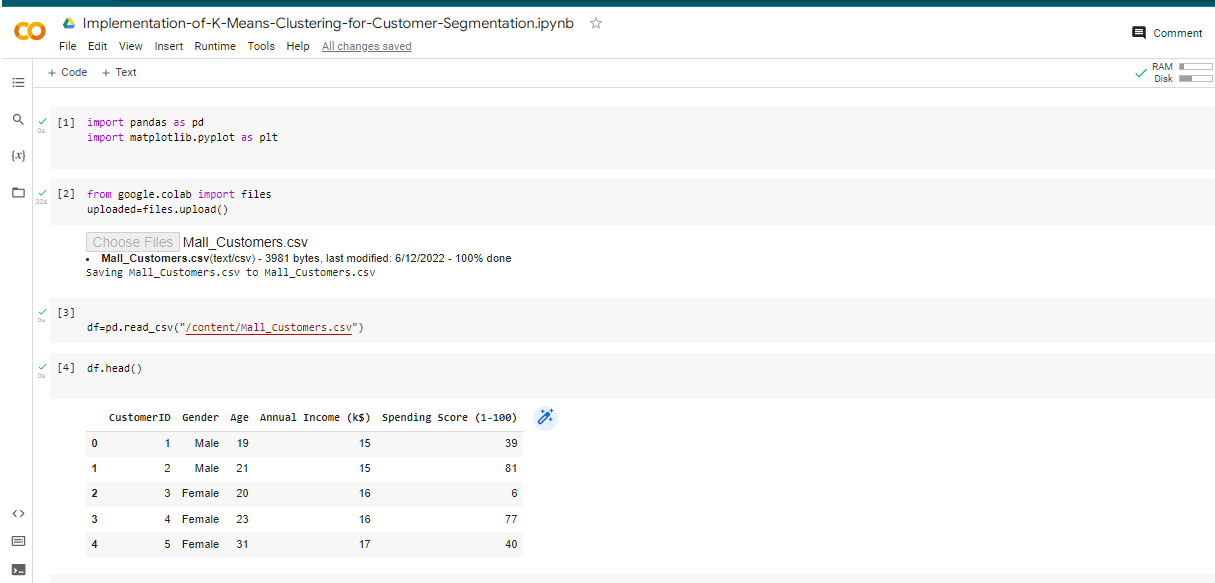 Implementation-of-K-Means-Clustering-for-Customer-Segmentation.ipynb
File Edit View Insert Runtime Tools Help All changes saved
Comment
+ Code + Text
RAM
Disk
{x}
[1] import pandas as pd
0s import matplotlib.pyplot as plt
[2] from google.colab import files
32s uploaded=files.upload()
Choose Files Mall_Customers.csv
• Mall_Customers.csv(text/csv) - 3981 bytes, last modified: 6/12/2022 - 100% done
Saving Mall_Customers.csv to Mall_Customers.csv
[3]
0s
df=pd.read_csv("/content/Mall_Customers.csv")
[4] df.head()
0s
CustomerID Gender Age Annual Income (k$) Spending Score (1-100)
0 1 Male 19 15 39
1 2 Male 21 15 81
2 3 Female 20 16 6
3 4 Female 23 16 77
4 5 Female 31 17 40